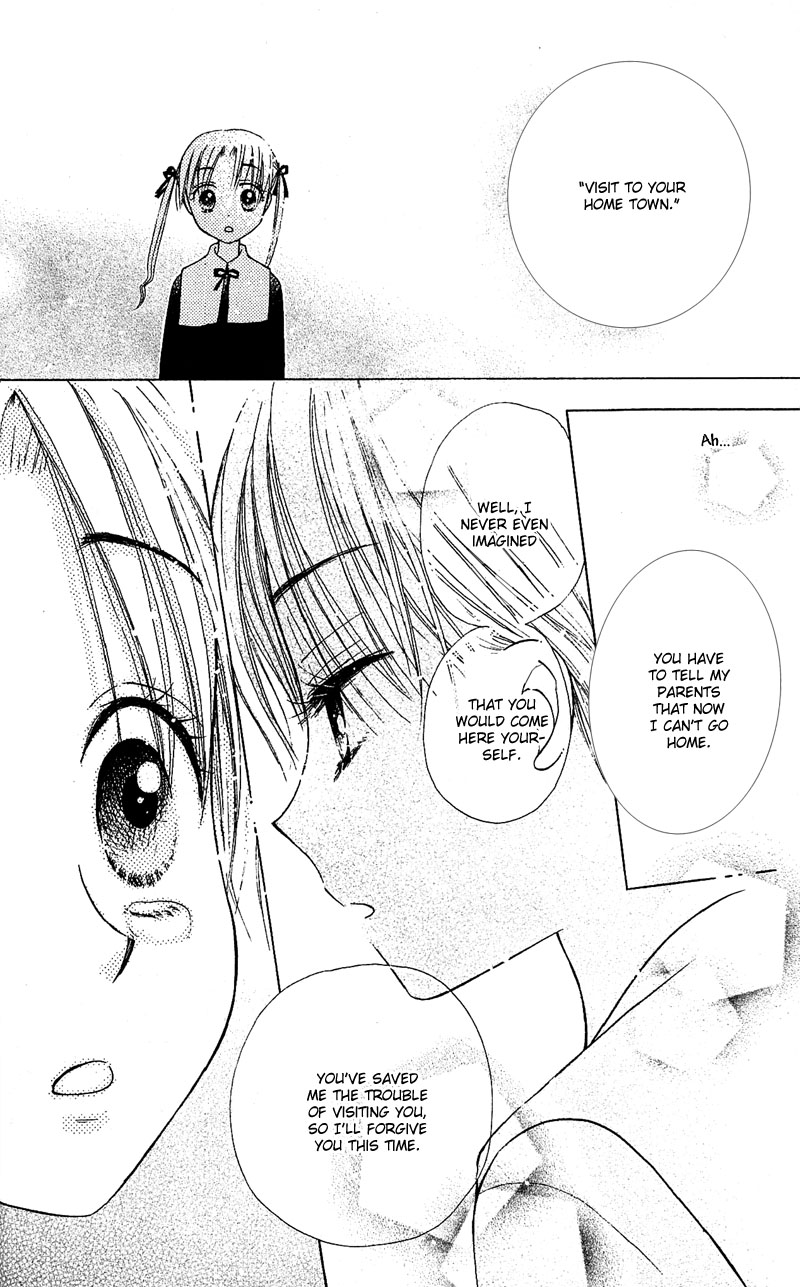 "VISIT TO YOUR
HOME TOWN."
Ah...
YOU HAVE
TO TELL MY
PARENTS
THAT NOW
I CAN'T GO
HOME.
WELL, I
NEVER EVEN
IMAGINED
THAT YOU
WOULD COME
HERE YOUR-
SELF.
YOU'VE SAVED
ME THE TROUBLE
OF VISITING YOU,
SO I'LL FORGIVE
YOU THIS TIME.